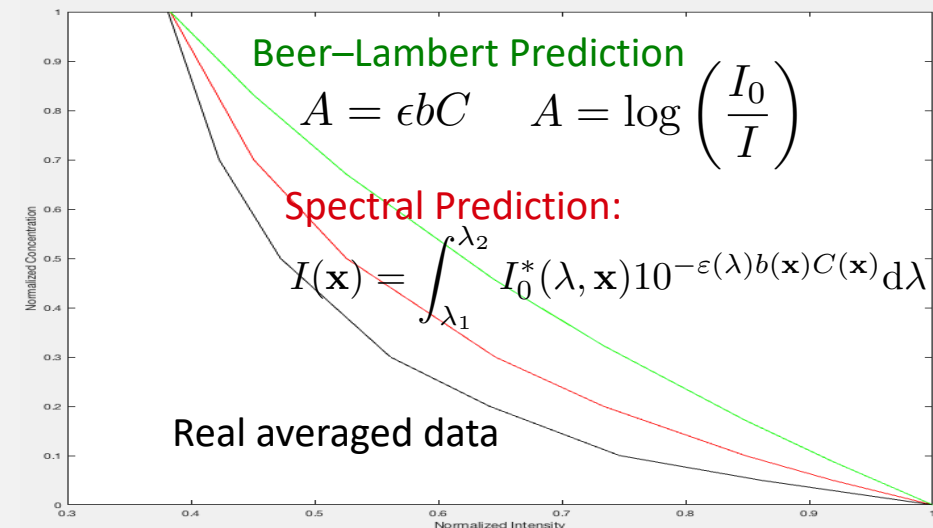 Beer–Lambert Prediction
A = ϵbC   A = log(I₀/I)
Spectral Prediction:
I(𝐱) = ∫_{λ₁}^{λ₂} I₀*(λ, 𝐱)10^{−ε(λ)b(𝐱)C(𝐱)}dλ
Real averaged data
Normalized Concentration
1
0.9
0.8
0.7
0.6
0.5
0.4
0.3
0.2
0.1
0
0.3 0.4 0.5 0.6 0.7 0.8 0.9 1
Normalized Intensity